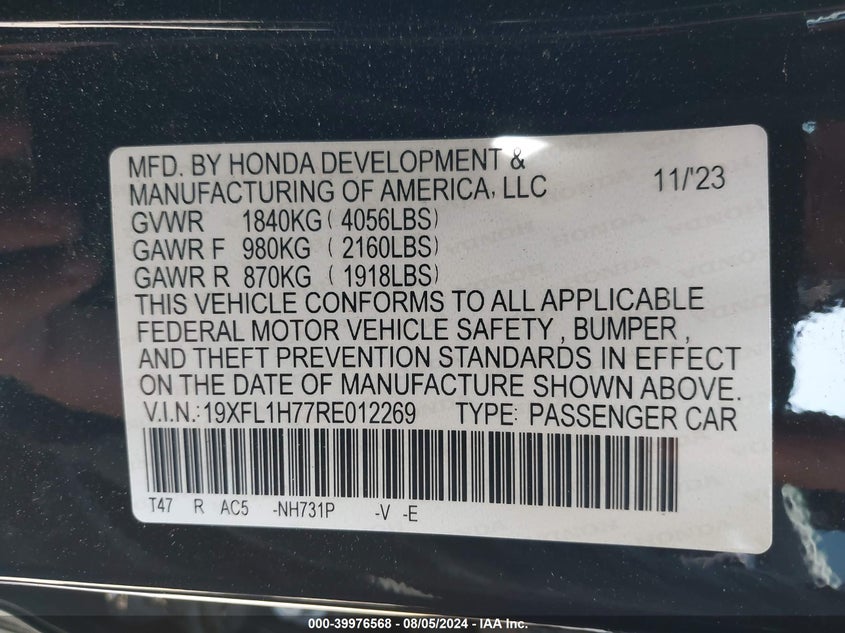 MFD. BY HONDA DEVELOPMENT &
MANUFACTURING OF AMERICA, LLC 11/'23
GVWR 1840KG ( 4056LBS)
GAWR F 980KG ( 2160LBS)
GAWR R 870KG ( 1918LBS)
THIS VEHICLE CONFORMS TO ALL APPLICABLE
FEDERAL MOTOR VEHICLE SAFETY , BUMPER ,
AND THEFT PREVENTION STANDARDS IN EFFECT
ON THE DATE OF MANUFACTURE SHOWN ABOVE.
V.I.N.:19XFL1H77RE012269 TYPE: PASSENGER CAR
T47 R AC5 -NH731P -V -E
000-39976568 - 08/05/2024 - IAA Inc.